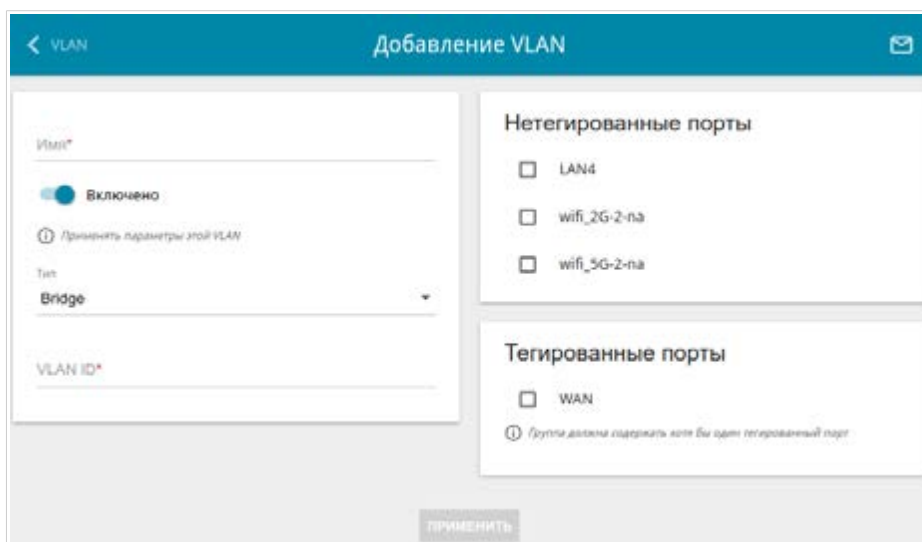 VLAN
Добавление VLAN
Имя*
Включено
Применять параметры этой VLAN
Тип
Bridge
VLAN ID*
Нетегированные порты
LAN4
wifi_2G-2-na
wifi_5G-2-na
Тегированные порты
WAN
Группа должна содержать хотя бы один тегированный порт
ПРИМЕНИТЬ